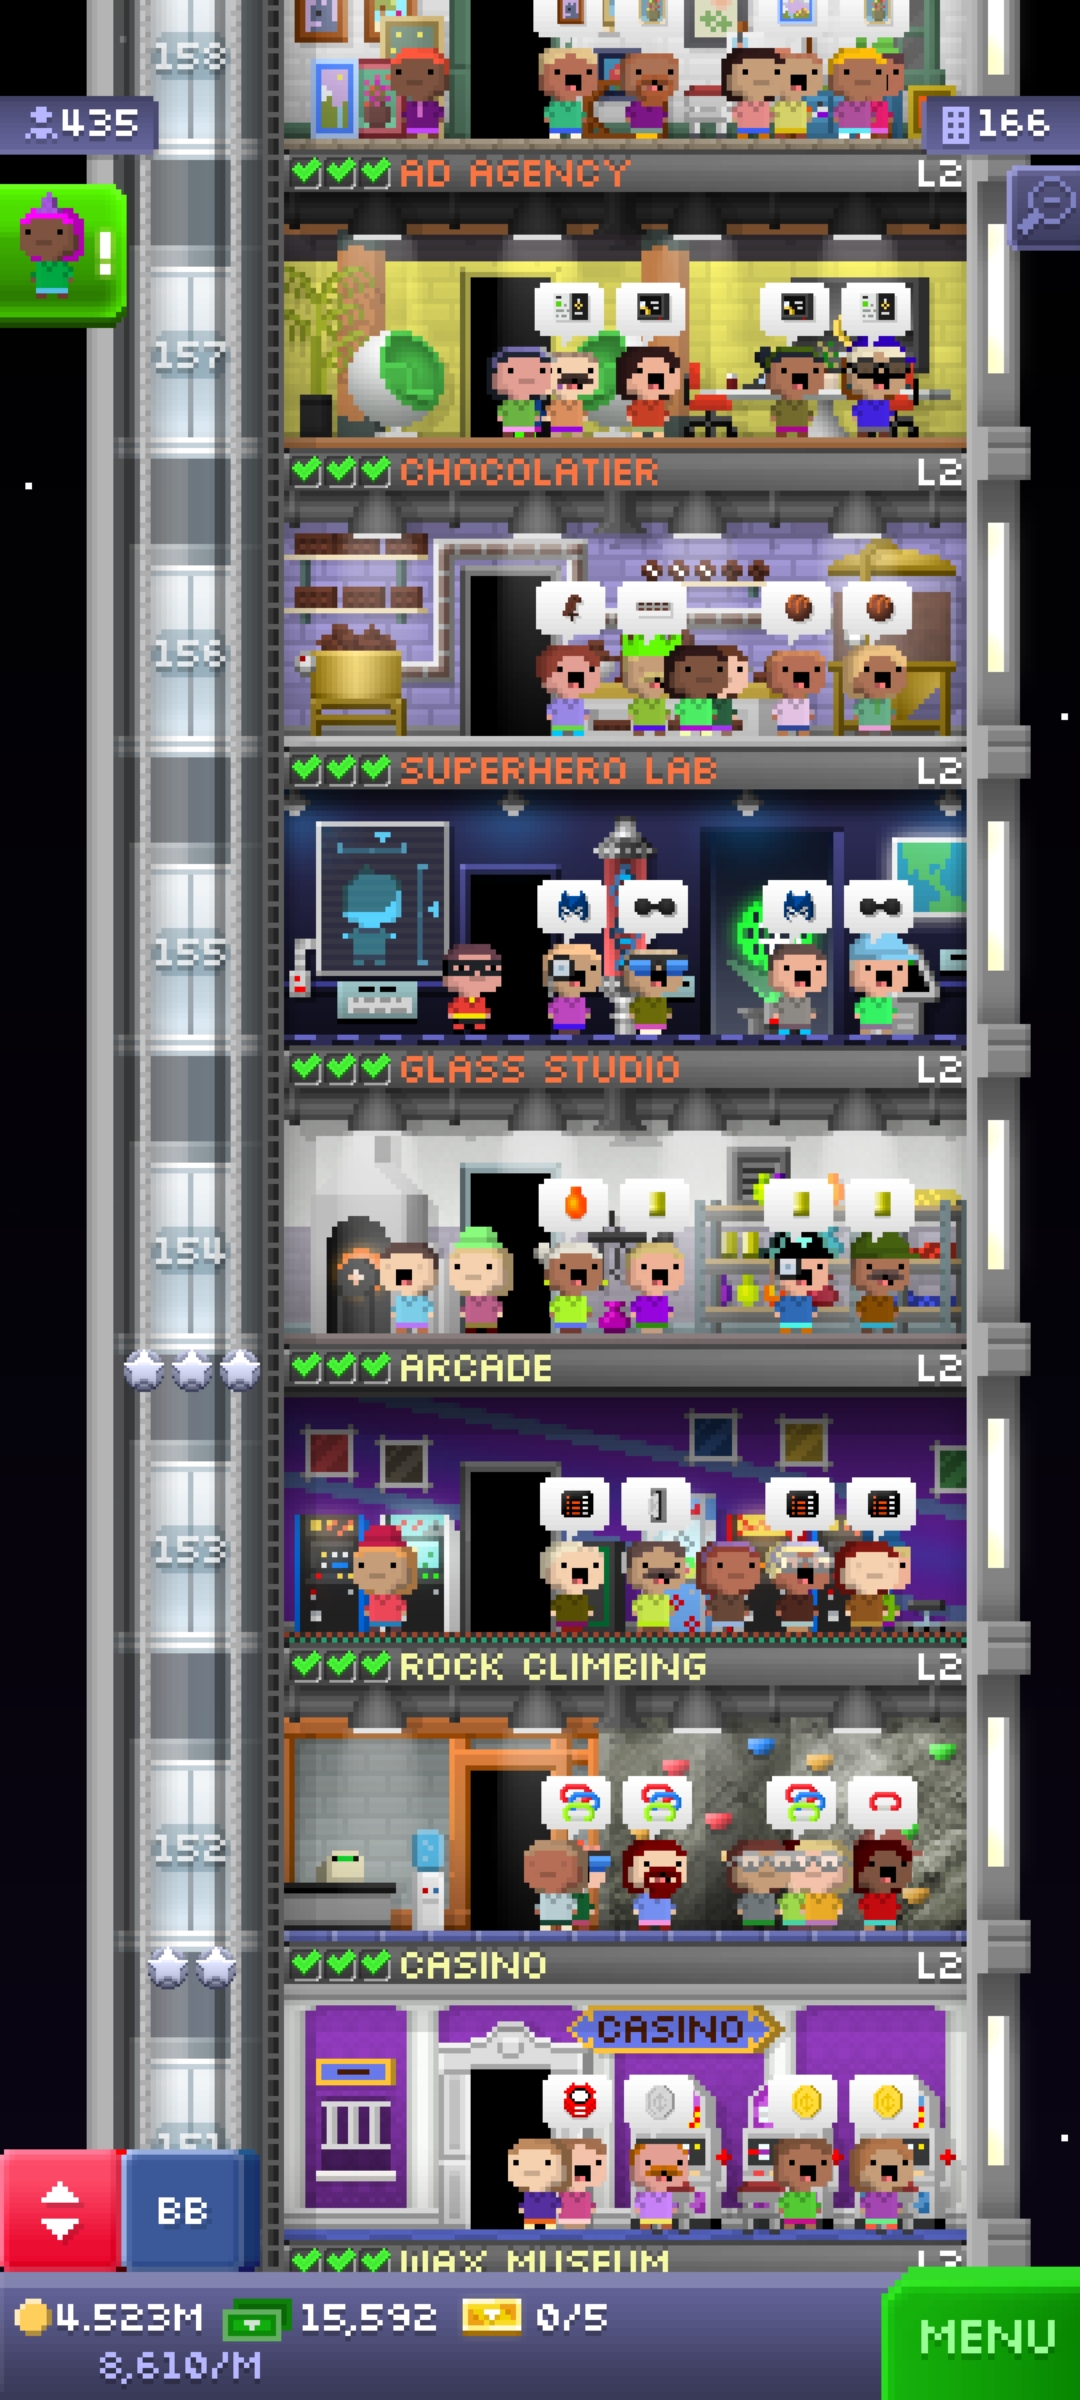 158
435
166
AD AGENCY L2
!
157
CHOCOLATIER L2
156
SUPERHERO LAB L2
155
GLASS STUDIO L2
154
ARCADE L2
153
ROCK CLIMBING L2
152
CASINO L2
CASINO
151
BB
WAX MUSEUM L3
4.523M 15,592 0/5
8,610/M
MENU